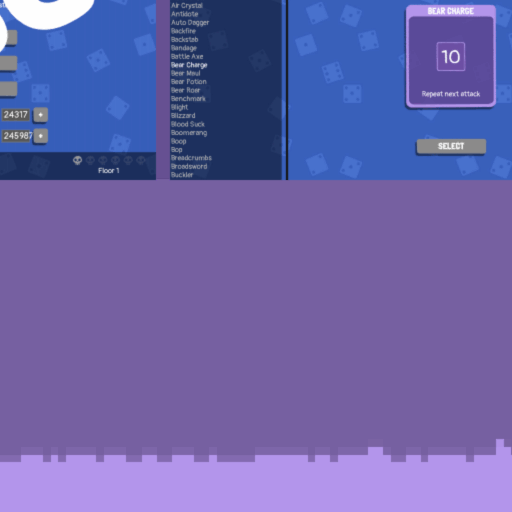 24317 +
245987 +
Floor 1
Air Crystal
Antidote
Auto Dagger
Backfire
Backstab
Bandage
Battle Axe
Bear Charge
Bear Maul
Bear Potion
Bear Roar
Benchmark
Blight
Blizzard
Blood Suck
Boomerang
Boop
Bop
Breadcrumbs
Broadsword
Buckler
BEAR CHARGE
10
Repeat next attack
SELECT